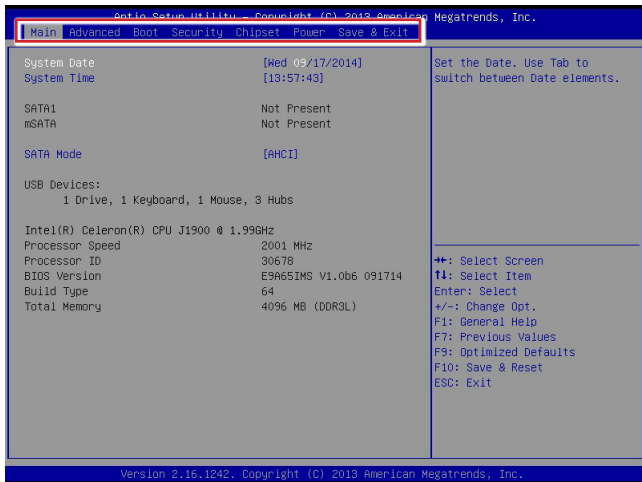 Aptio Setup Utility – Copyright (C) 2013 American Megatrends, Inc.
Main Advanced Boot Security Chipset Power Save & Exit
System Date [Wed 09/17/2014]
System Time [13:57:43]
SATA1 Not Present
mSATA Not Present
SATA Mode [AHCI]
USB Devices:
1 Drive, 1 Keyboard, 1 Mouse, 3 Hubs
Intel(R) Celeron(R) CPU J1900 @ 1.99GHz
Processor Speed 2001 MHz
Processor ID 30678
BIOS Version E9A65IMS V1.0b6 091714
Build Type 64
Total Memory 4096 MB (DDR3L)
Set the Date. Use Tab to
switch between Date elements.
→←: Select Screen
↑↓: Select Item
Enter: Select
+/-: Change Opt.
F1: General Help
F7: Previous Values
F9: Optimized Defaults
F10: Save & Reset
ESC: Exit
Version 2.16.1242. Copyright (C) 2013 American Megatrends, Inc.